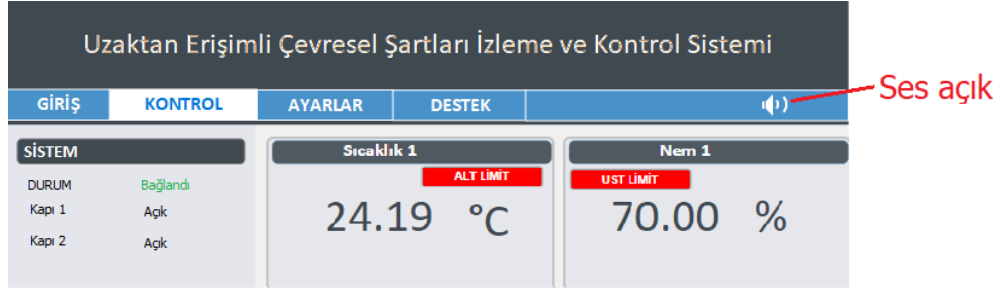 Uzaktan Erişimli Çevresel Şartları İzleme ve Kontrol Sistemi
GİRİŞ KONTROL AYARLAR DESTEK
Ses açık
SİSTEM
DURUM Bağlandı
Kapı 1 Açık
Kapı 2 Açık
Sıcaklık 1
ALT LİMİT
24.19 °C
Nem 1
UST LİMİT
70.00 %